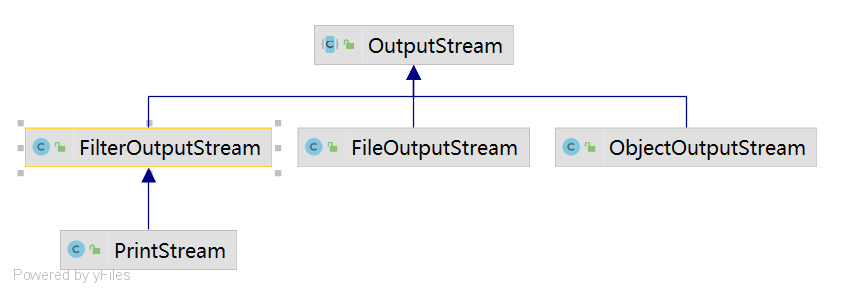 OutputStream
FilterOutputStream
FileOutputStream
ObjectOutputStream
PrintStream
Powered by yFiles